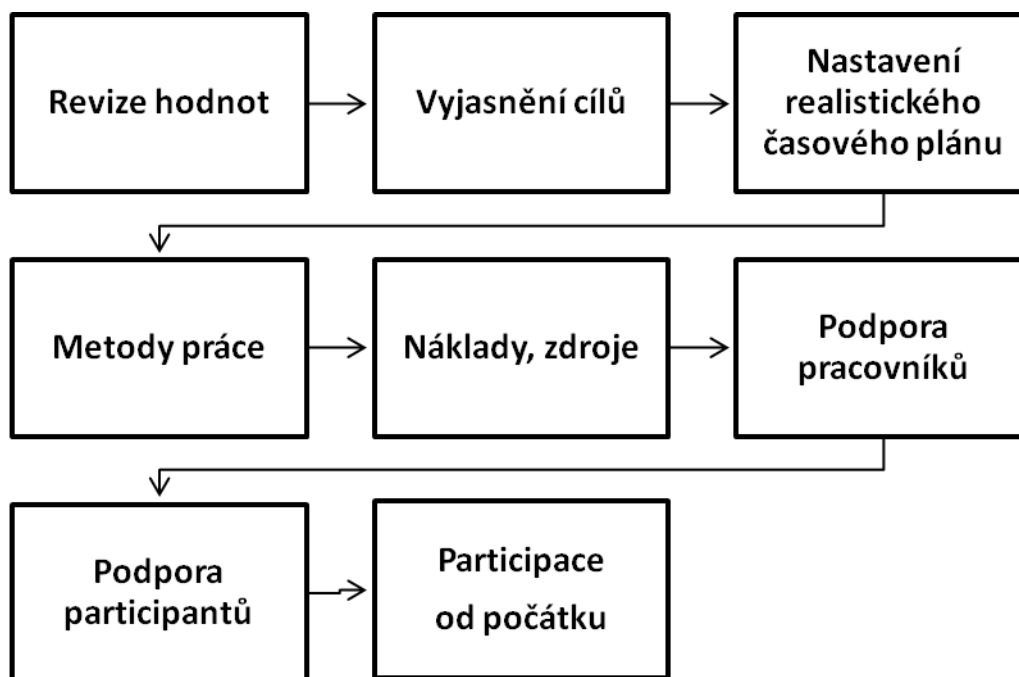 Revize hodnot
Vyjasnění cílů
Nastavení
realistického
časového plánu
Metody práce
Náklady, zdroje
Podpora
pracovníků
Podpora
participantů
Participace
od počátku